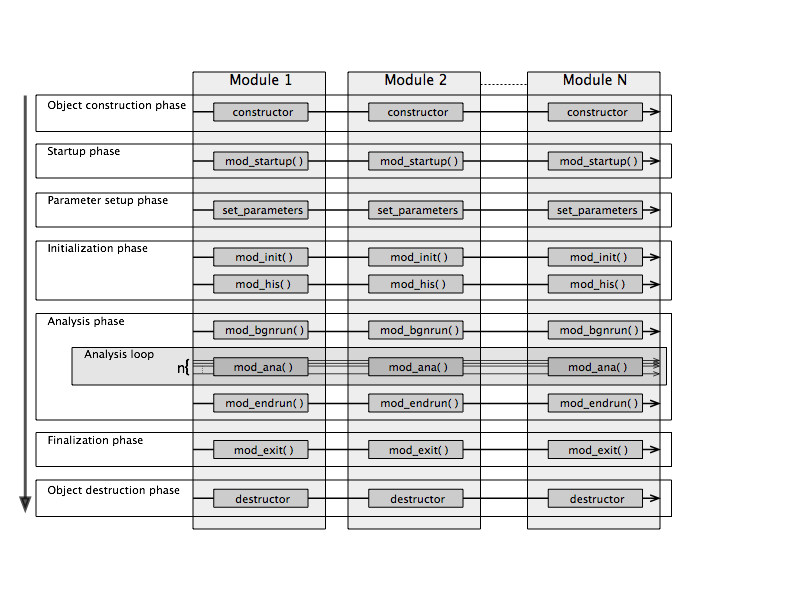 Module 1 Module 2 Module N
Object construction phase
constructor constructor constructor
Startup phase
mod_startup() mod_startup() mod_startup()
Parameter setup phase
set_parameters set_parameters set_parameters
Initialization phase
mod_init() mod_init() mod_init()
mod_his() mod_his() mod_his()
Analysis phase
mod_bgnrun() mod_bgnrun() mod_bgnrun()
Analysis loop
n{ mod_ana() mod_ana() mod_ana()
mod_endrun() mod_endrun() mod_endrun()
Finalization phase
mod_exit() mod_exit() mod_exit()
Object destruction phase
destructor destructor destructor